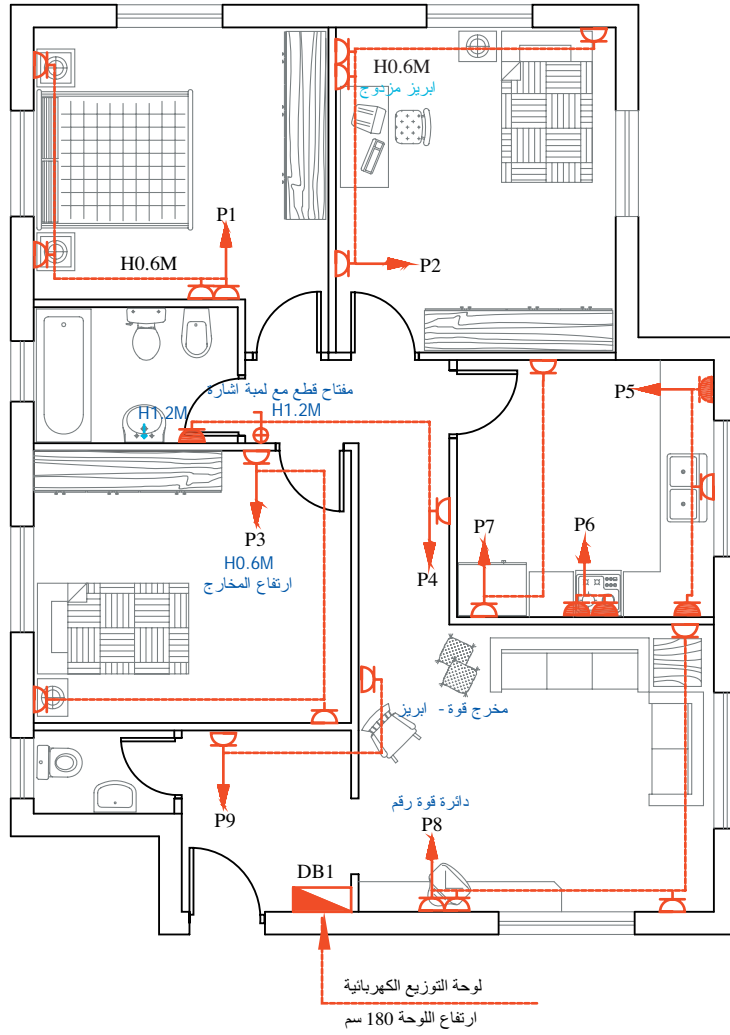 H0.6M
ابريز مزدوج
P1
H0.6M
P2
مفتاح قطع مع لمبة اشارة
H1.2M
H1.2M
P5
P3
H0.6M
ارتفاع المخارج
P4
P7
P6
مخرج قوة - ابريز
دائرة قوة رقم
P8
P9
DB1
لوحة التوزيع الكهربائية
ارتفاع اللوحة 180 سم